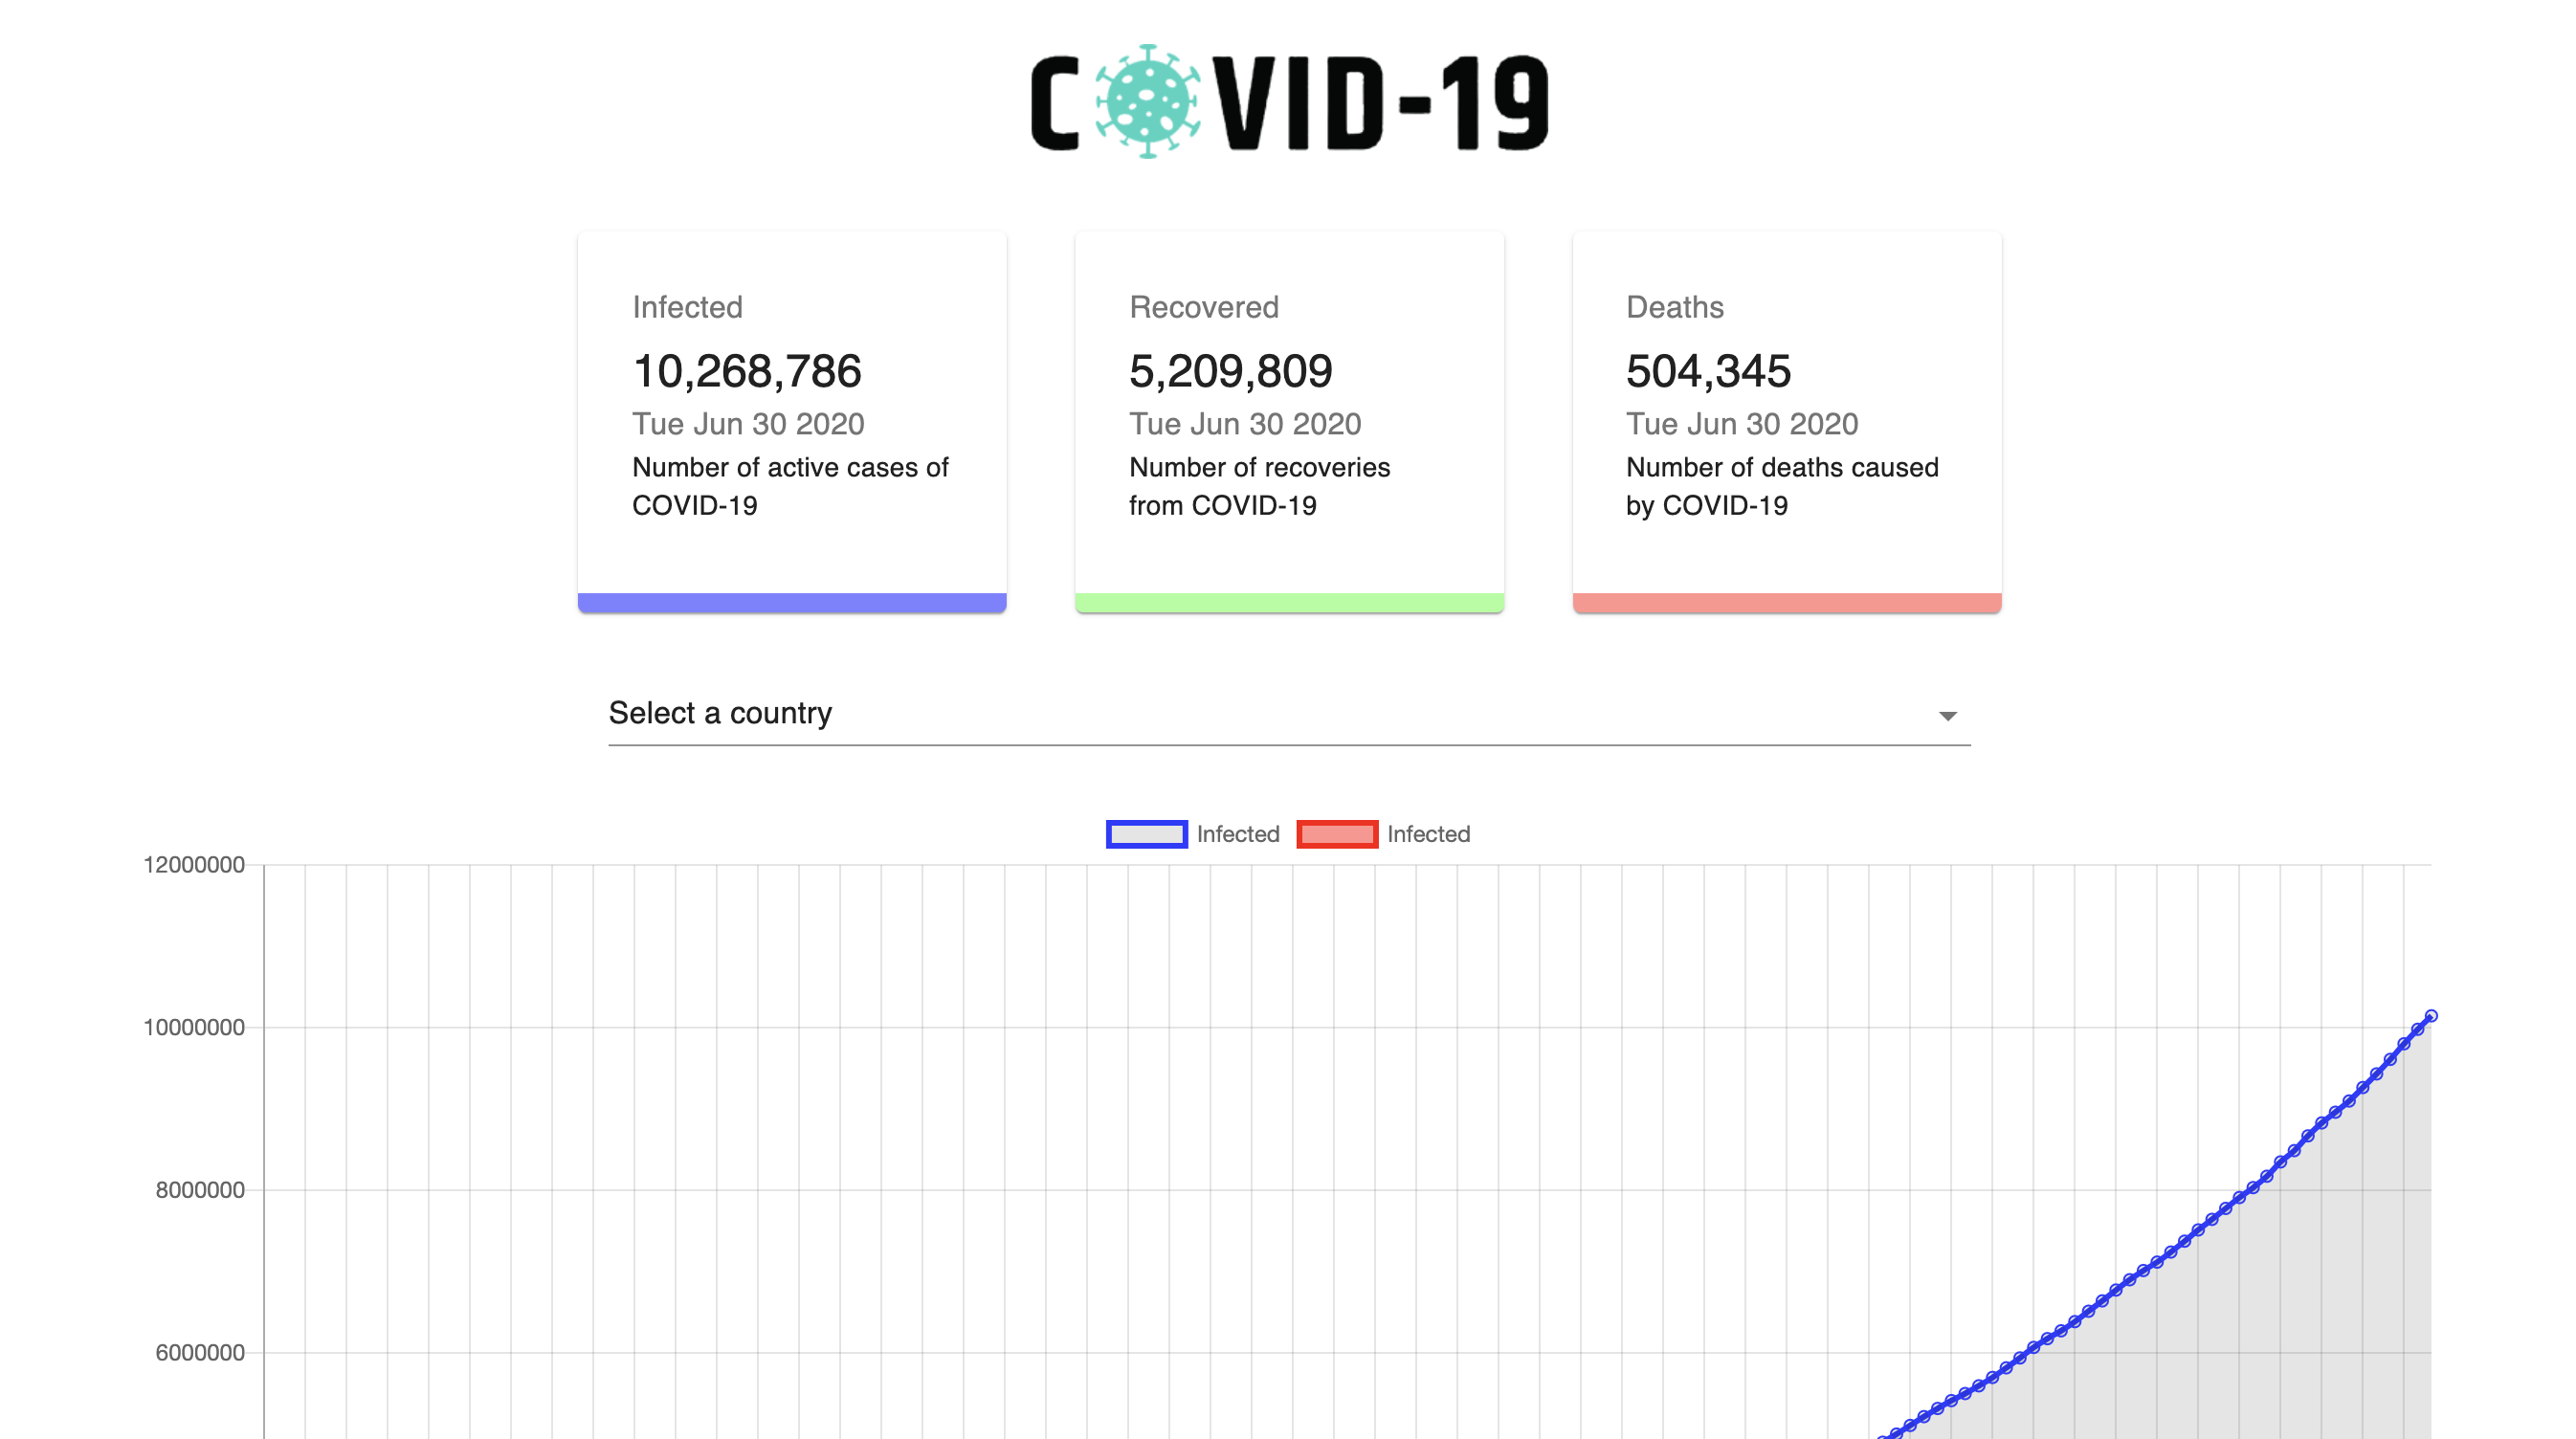 COVID-19
Infected
10,268,786
Tue Jun 30 2020
Number of active cases of
COVID-19
Recovered
5,209,809
Tue Jun 30 2020
Number of recoveries
from COVID-19
Deaths
504,345
Tue Jun 30 2020
Number of deaths caused
by COVID-19
Select a country
Infected Infected
12000000
10000000
8000000
6000000